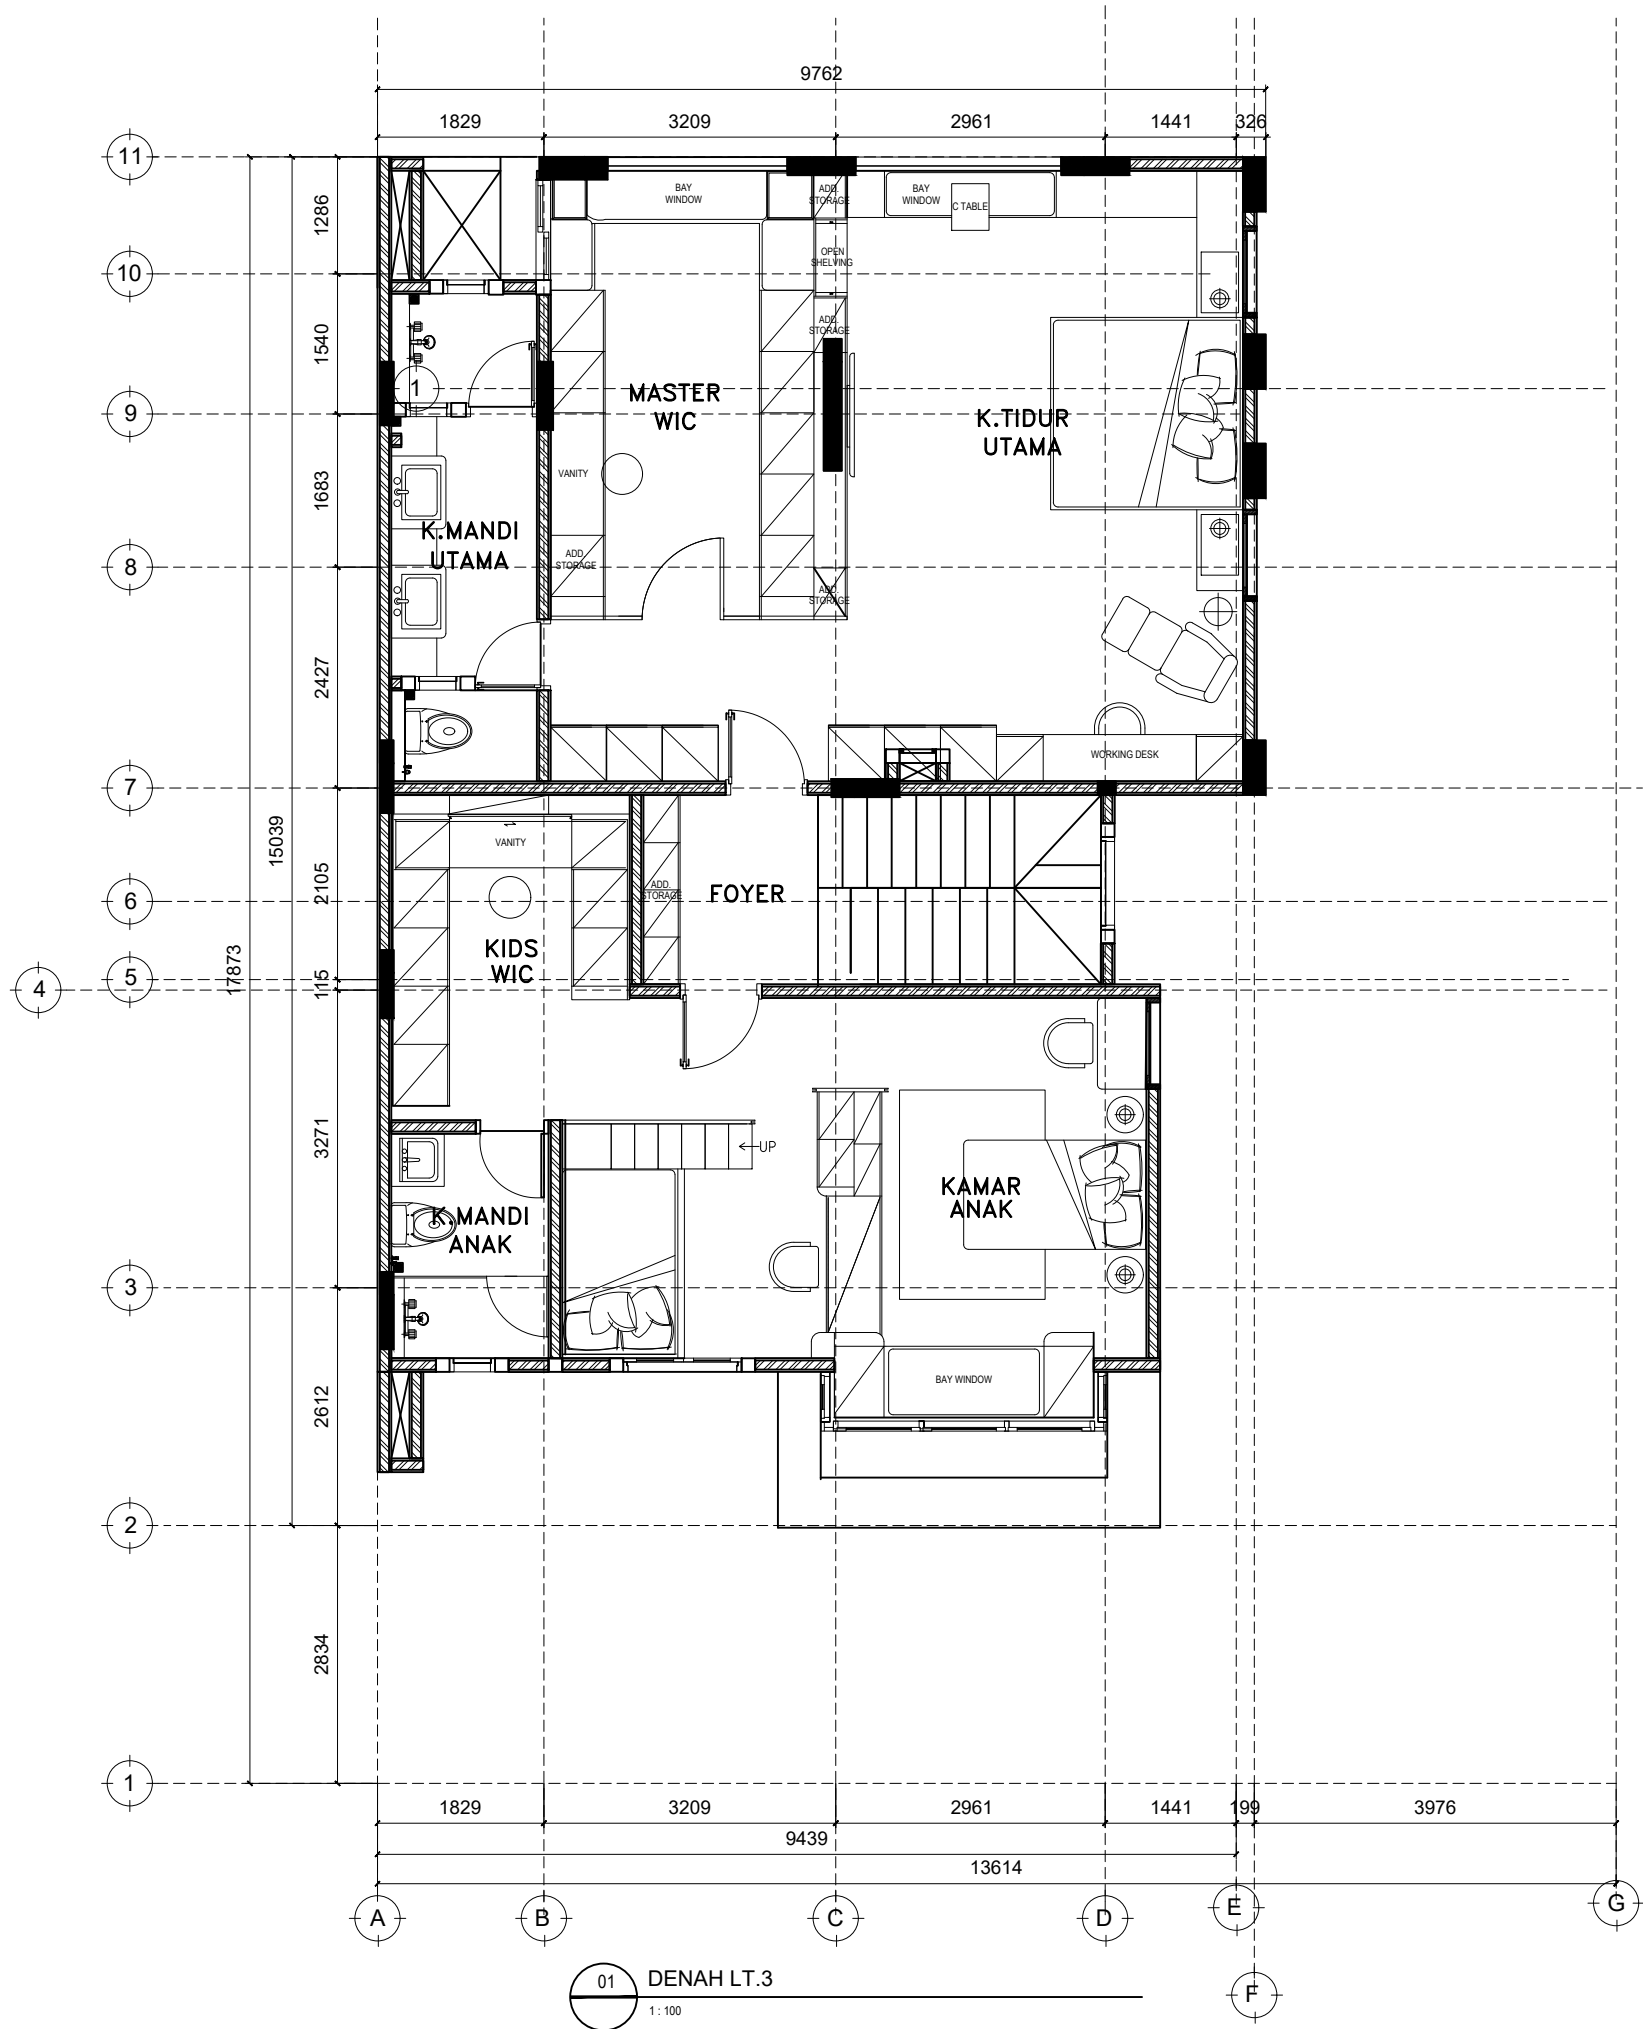 9762
1829
3209
2961
1441
326
11
10
9
8
7
6
5
4
3
2
1
1286
1540
1683
2427
2105
115
3271
2612
2834
15039
17873
BAY
WINDOW
ADD.
STORAGE
BAY
WINDOW
C TABLE
OPEN
SHELVING
ADD.
STORAGE
1
MASTER
WIC
K.TIDUR
UTAMA
VANITY
K.MANDI
UTAMA
ADD.
STORAGE
ADD.
STORAGE
WORKING DESK
VANITY
ADD.
STORAGE
FOYER
KIDS
WIC
UP
KAMAR
ANAK
K.MANDI
ANAK
BAY WINDOW
1829
3209
2961
1441
199
3976
9439
13614
A
B
C
D
E
F
G
01
DENAH LT.3
1 : 100